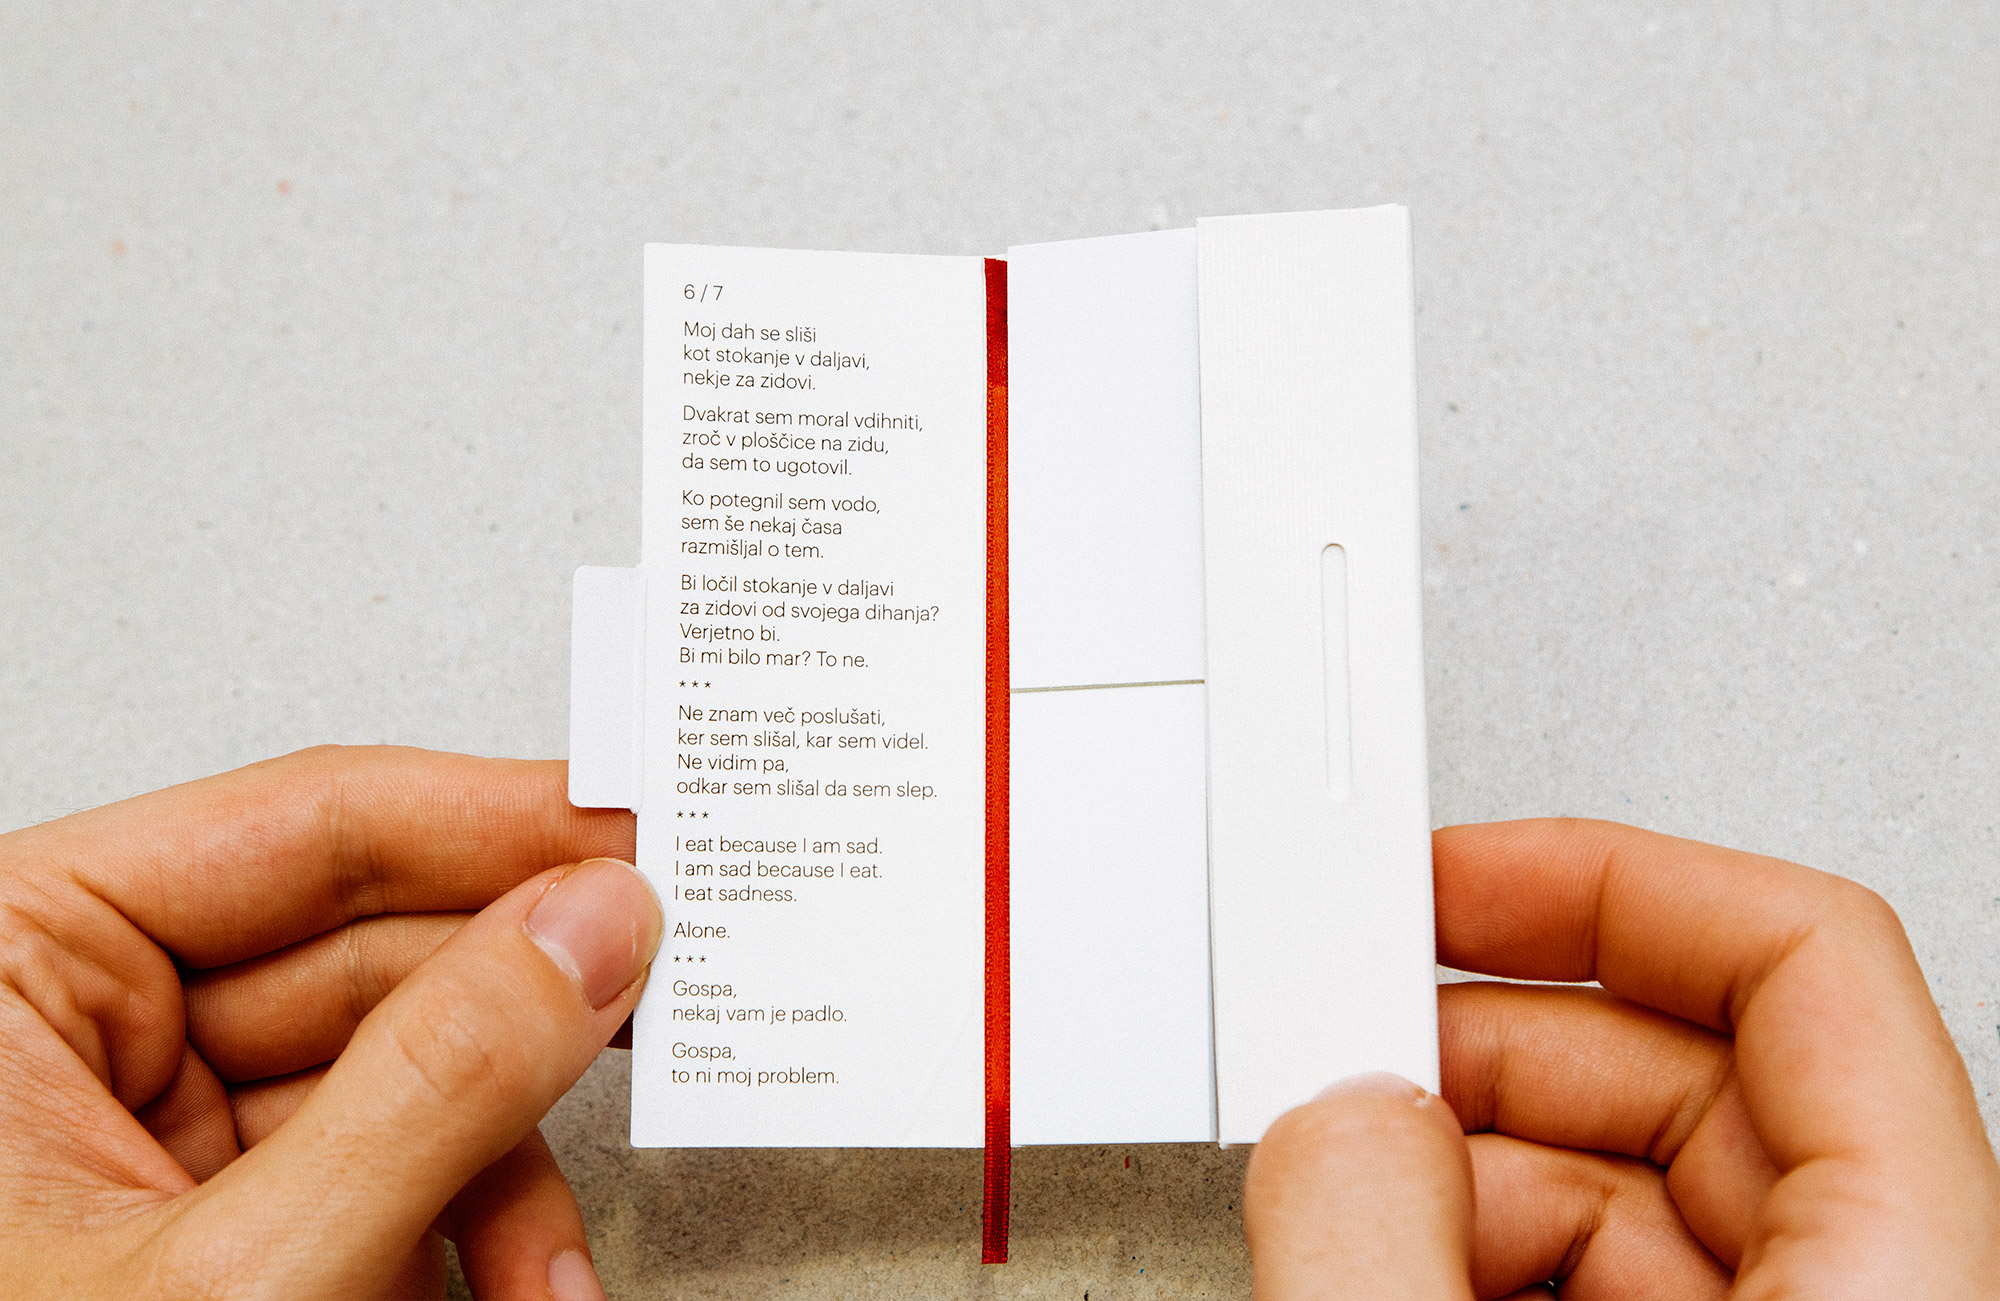 6 / 7
Moj dah se sliši
kot stokanje v daljavi,
nekje za zidovi.
Dvakrat sem moral vdihniti,
zroč v ploščice na zidu,
da sem to ugotovil.
Ko potegnil sem vodo,
sem še nekaj časa
razmišljal o tem.
Bi ločil stokanje v daljavi
za zidovi od svojega dihanja?
Verjetno bi.
Bi mi bilo mar? To ne.
* * *
Ne znam več poslušati,
ker sem slišal, kar sem videl.
Ne vidim pa,
odkar sem slišal da sem slep.
* * *
I eat because I am sad.
I am sad because I eat.
I eat sadness.
Alone.
* * *
Gospa,
nekaj vam je padlo.
Gospa,
to ni moj problem.